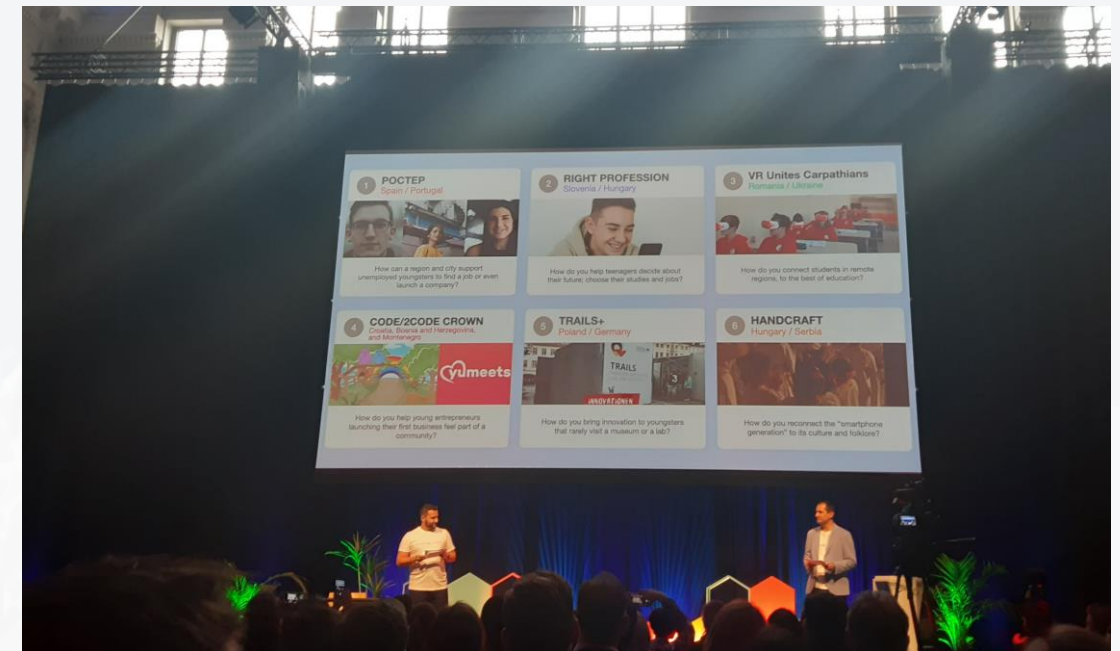 1
POCTEP
Spain / Portugal
How can a region and city support
unemployed youngsters to find a job or even
launch a company?
2
RIGHT PROFESSION
Slovenia / Hungary
How do you help teenagers decide about
their future; choose their studies and jobs?
3
VR Unites Carpathians
Romania / Ukraine
How do you connect students in remote
regions, to the best of education?
4
CODE/2CODE CROWN
Croatia, Bosnia and Herzegovina,
and Montenegro
yumeets
How do you help young entrepreneurs
launching their first business feel part of a
community?
5
TRAILS+
Poland / Germany
TRAILS
3
INNOVATIONEN
How do you bring innovation to youngsters
that rarely visit a museum or a lab?
6
HANDCRAFT
Hungary / Serbia
How do you reconnect the "smartphone
generation" to its culture and folklore?